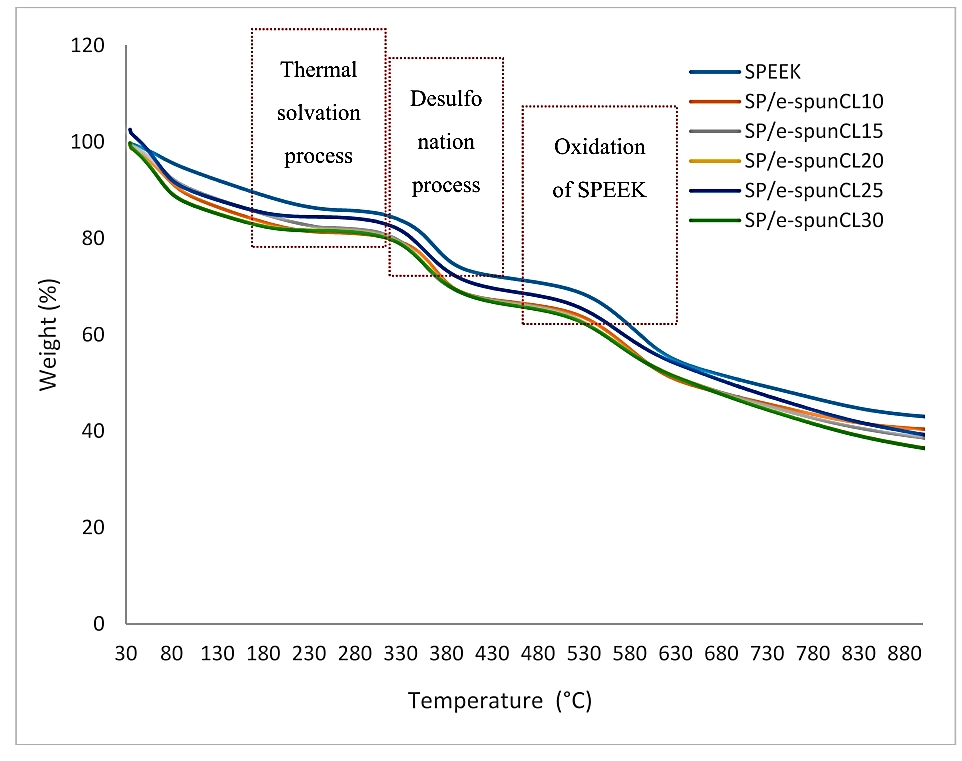 120
100
80
60
40
20
0
Weight (%)
Thermal
solvation
process
Desulfo
nation
process
Oxidation
of SPEEK
SPEEK
SP/e-spunCL10
SP/e-spunCL15
SP/e-spunCL20
SP/e-spunCL25
SP/e-spunCL30
30 80 130 180 230 280 330 380 430 480 530 580 630 680 730 780 830 880
Temperature (°C)